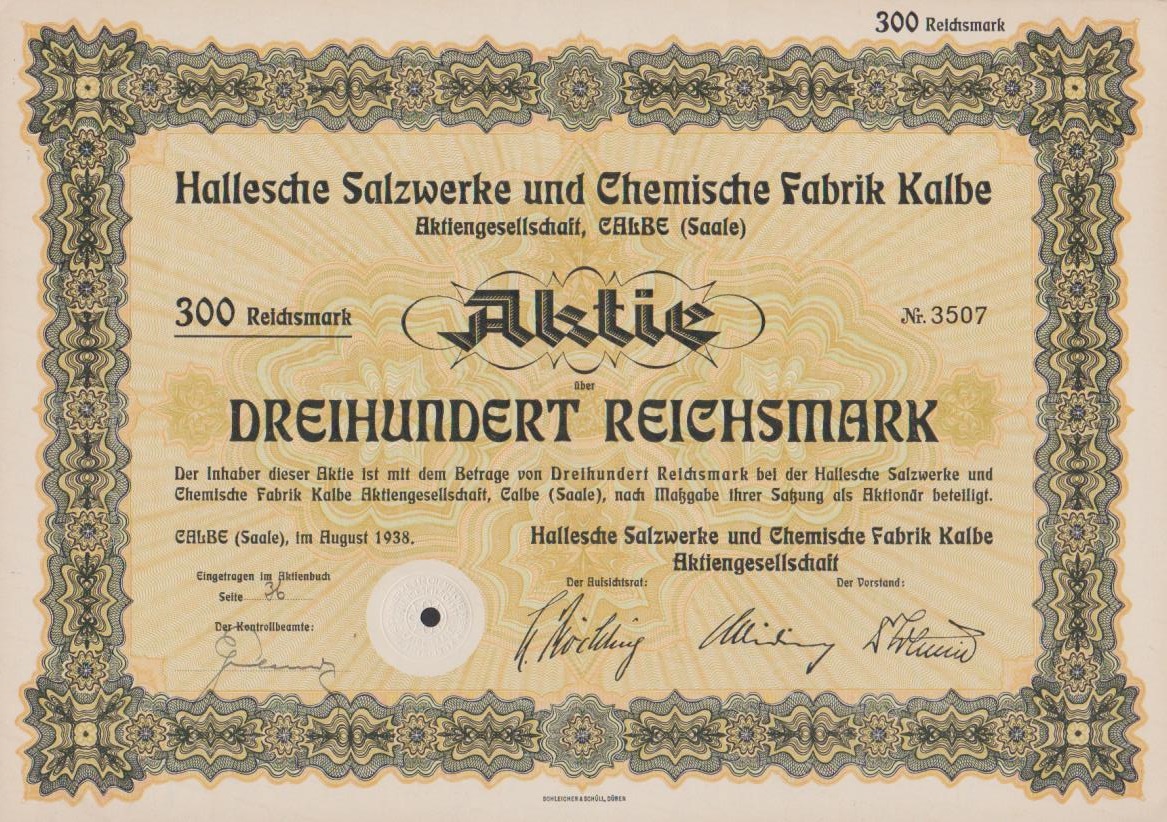 300 Reichsmark
Hallesche Salzwerke und Chemische Fabrik Kalbe
Aktiengesellschaft, CALBE (Saale)
300 Reichsmark
Aktie
Nr. 3507
über
DREIHUNDERT REICHSMARK
Der Inhaber dieser Aktie ist mit dem Betrage von Dreihundert Reichsmark bei der Hallesche Salzwerke und
Chemische Fabrik Kalbe Aktiengesellschaft, Calbe (Saale), nach Maßgabe ihrer Satzung als Aktionär beteiligt.
CALBE (Saale), im August 1938.
Hallesche Salzwerke und Chemische Fabrik Kalbe
Aktiengesellschaft
Eingetragen im Aktienbuch
Seite 36
Der Kontrollbeamte:
Der Aufsichtsrat:
Der Vorstand:
SCHLEICHER & SCHÜLL, DÜREN